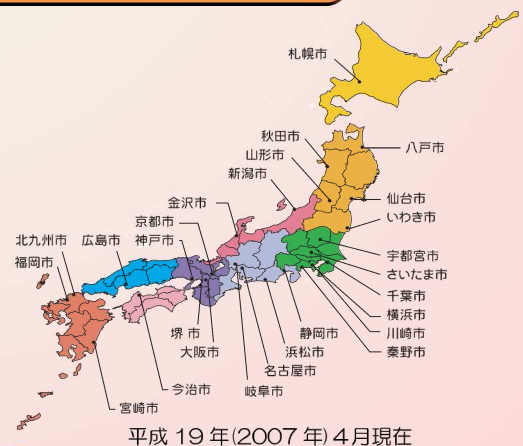 札幌市
秋田市
八戸市
山形市
新潟市
仙台市
金沢市
いわき市
京都市
北九州市
広島市
神戸市
宇都宮市
福岡市
さいたま市
千葉市
横浜市
堺市
静岡市
川崎市
大阪市
浜松市
秦野市
名古屋市
今治市
岐阜市
宮崎市
平成 19 年(2007 年)4月現在